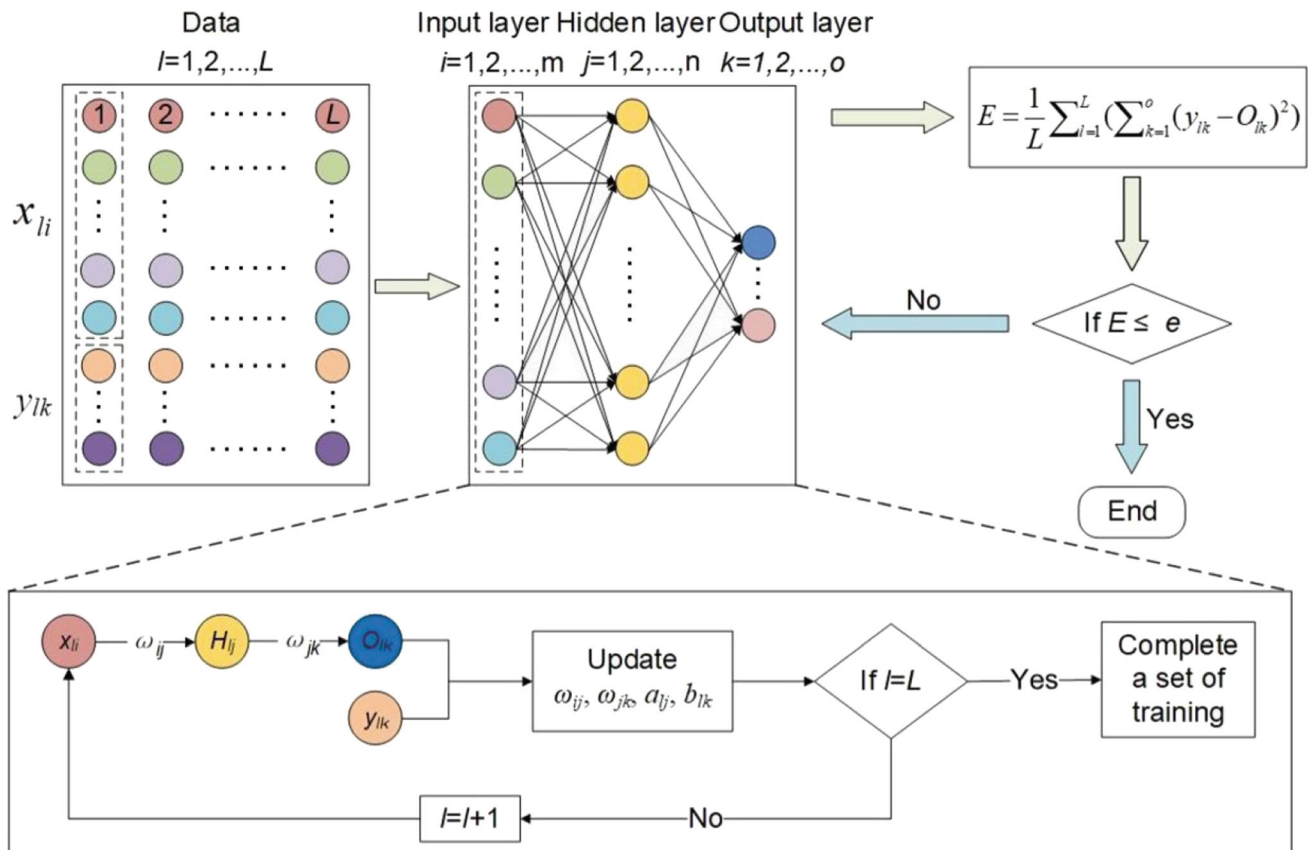 Data
l=1,2,...,L
Input layer Hidden layer Output layer
i=1,2,...,m j=1,2,...,n k=1,2,...,o
1 2 ...... L
x_{li}
y_{lk}
E = \frac{1}{L} \sum_{l=1}^{L} (\sum_{k=1}^{o} (y_{lk} - O_{lk})^2)
No
If E ≤ e
Yes
End
x_{li} ω_{ij} H_{lj} ω_{jk} O_{lk}
y_{lk}
Update
ω_{ij}, ω_{jk}, a_{lj}, b_{lk}
If l=L
Yes
Complete
a set of
training
l=l+1
No